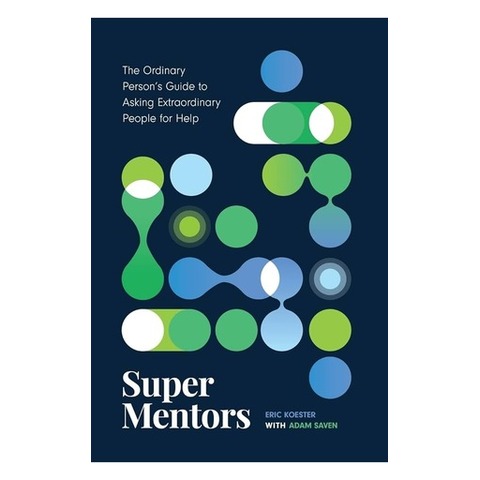 The Ordinary
Person's Guide to
Asking Extraordinary
People for Help
Super
Mentors
ERIC KOESTER
WITH ADAM SAVEN